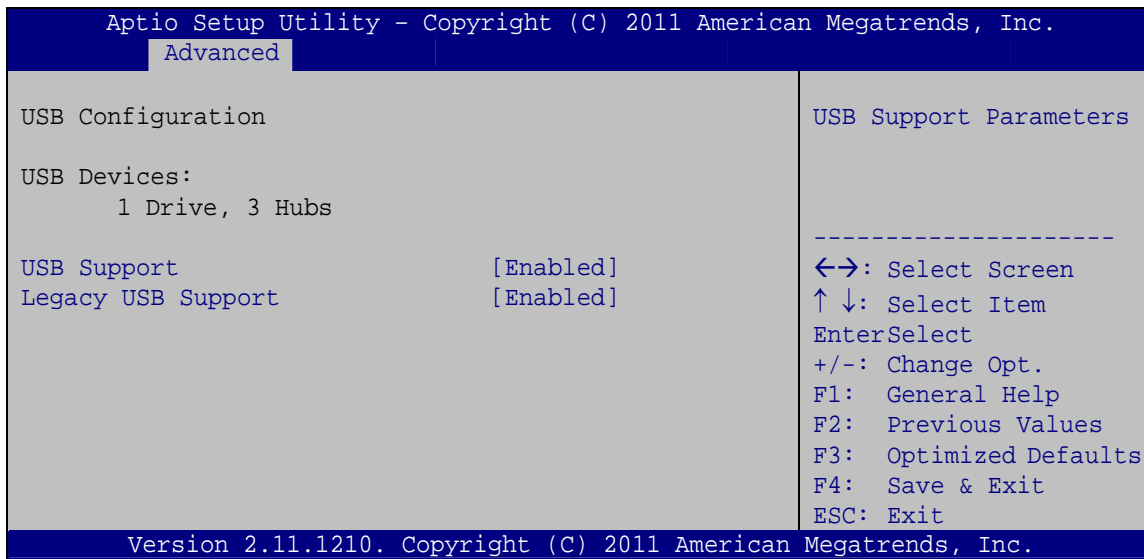 Aptio Setup Utility – Copyright (C) 2011 American Megatrends, Inc.
Advanced
USB Configuration
USB Devices:
1 Drive, 3 Hubs
USB Support [Enabled]
Legacy USB Support [Enabled]
USB Support Parameters
---------------------
←→: Select Screen
↑ ↓: Select Item
EnterSelect
+/-: Change Opt.
F1: General Help
F2: Previous Values
F3: Optimized Defaults
F4: Save & Exit
ESC: Exit
Version 2.11.1210. Copyright (C) 2011 American Megatrends, Inc.